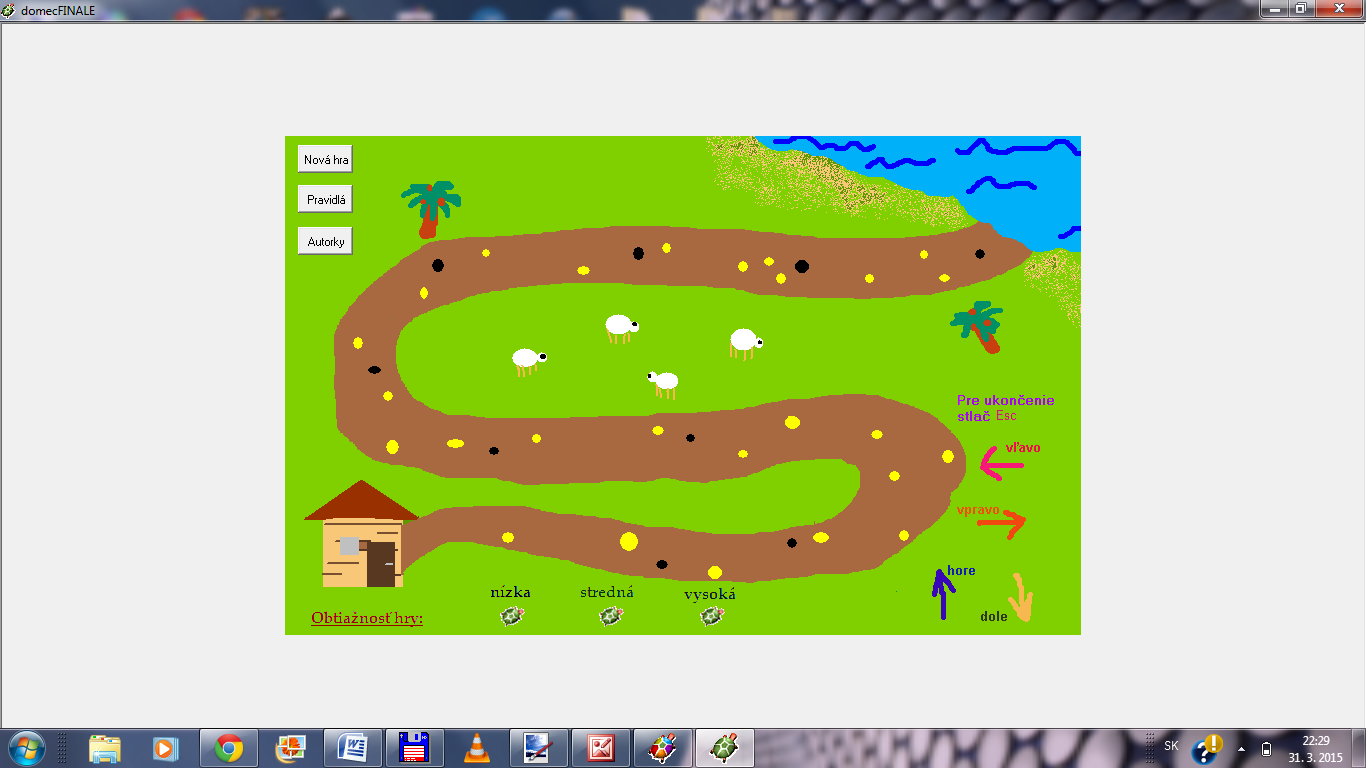 domecFINALE
Nová hra
Pravidlá
Autorky
Pre ukončenie
stlač Esc
vľavo
vpravo
hore
dole
nízka
stredná
vysoká
Obtiažnosť hry:
SK
22:29
31. 3. 2015